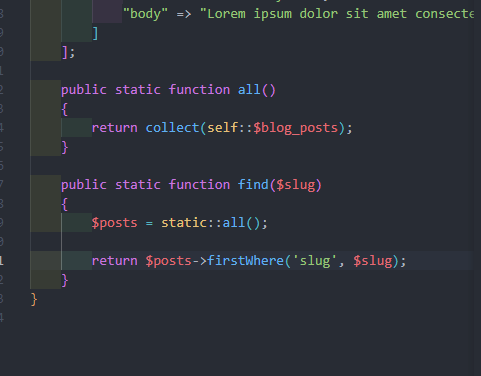 "body" => "Lorem ipsum dolor sit amet consecte
]
];
public static function all()
{
return collect(self::$blog_posts);
}
public static function find($slug)
{
$posts = static::all();
return $posts->firstWhere('slug', $slug);
}
}